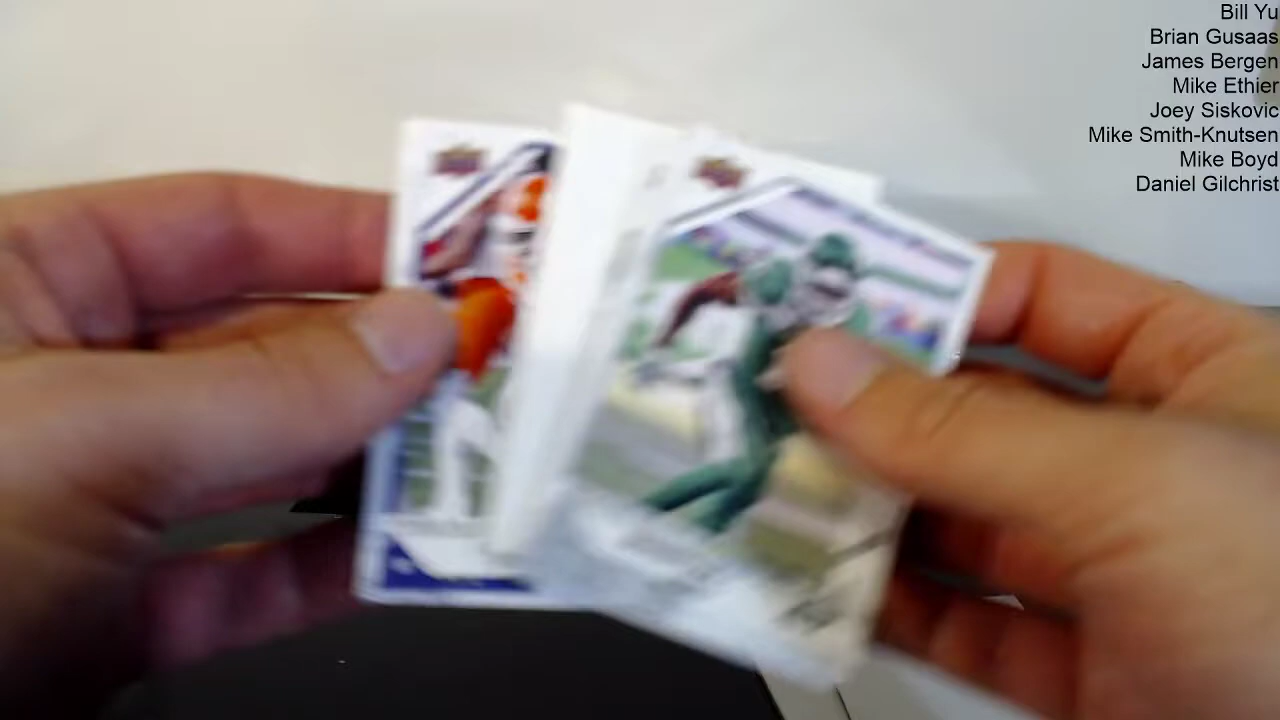 Bill Yu
Brian Gusaas
James Bergen
Mike Ethier
Joey Siskovic
Mike Smith-Knutsen
Mike Boyd
Daniel Gilchrist